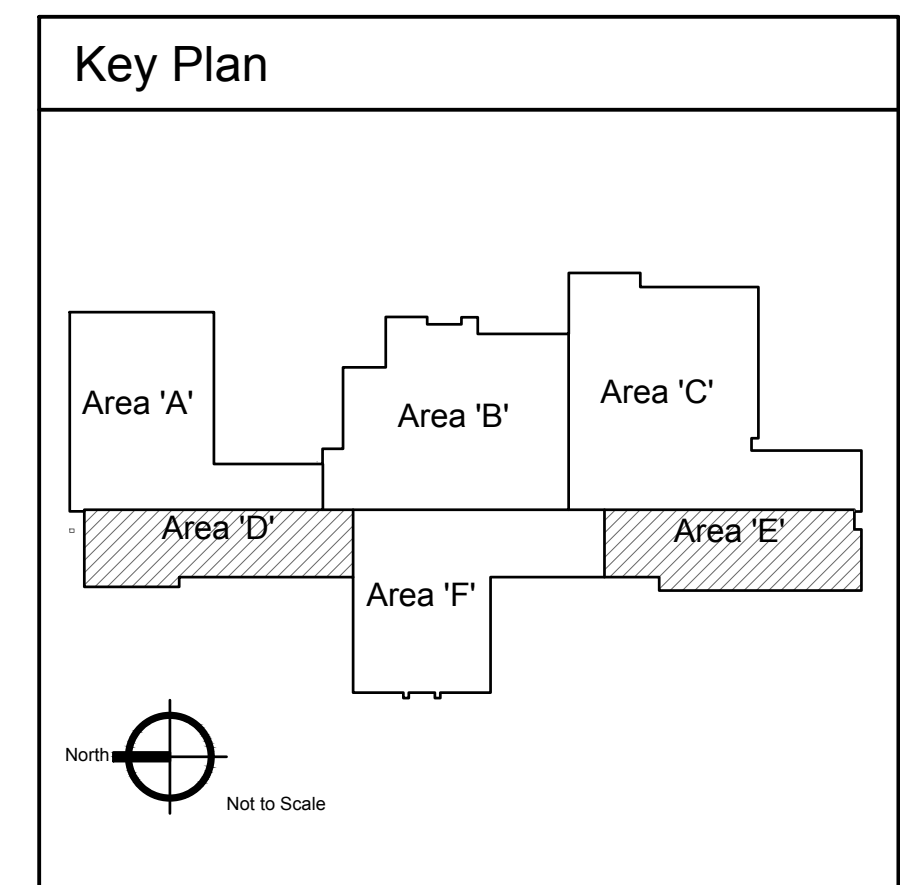 Key Plan
Area 'A'
Area 'B'
Area 'C'
Area 'D'
Area 'E'
Area 'F'
North
Not to Scale